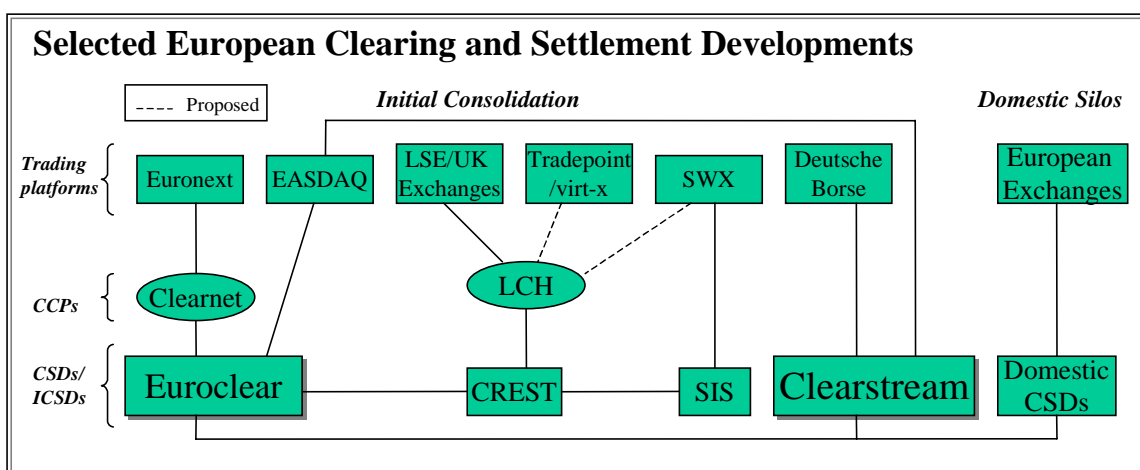 Selected European Clearing and Settlement Developments
Proposed
Initial Consolidation
Domestic Silos
Trading
platforms
Euronext
EASDAQ
LSE/UK
Exchanges
Tradepoint
/virt-x
SWX
Deutsche
Borse
European
Exchanges
CCPs
Clearnet
LCH
CSDs/
ICSDs
Euroclear
CREST
SIS
Clearstream
Domestic
CSDs